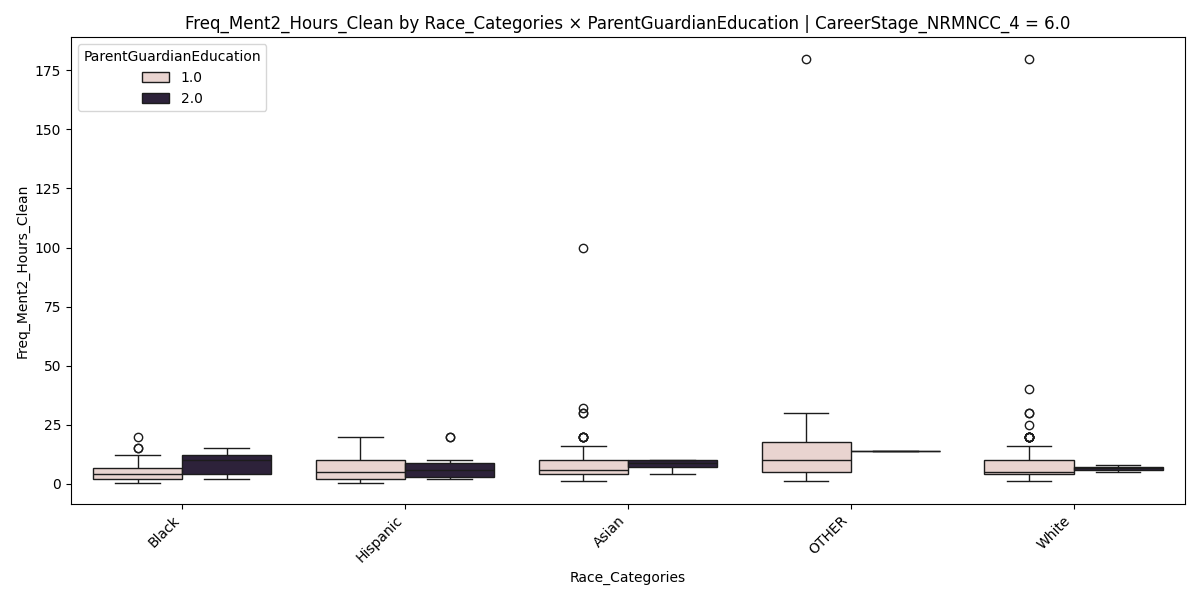 Freq_Ment2_Hours_Clean by Race_Categories × ParentGuardianEducation | CareerStage_NRMNCC_4 = 6.0
ParentGuardianEducation
1.0
2.0
175
150
125
100
75
50
25
0
Freq_Ment2_Hours_Clean
Black
Hispanic
Asian
OTHER
White
Race_Categories